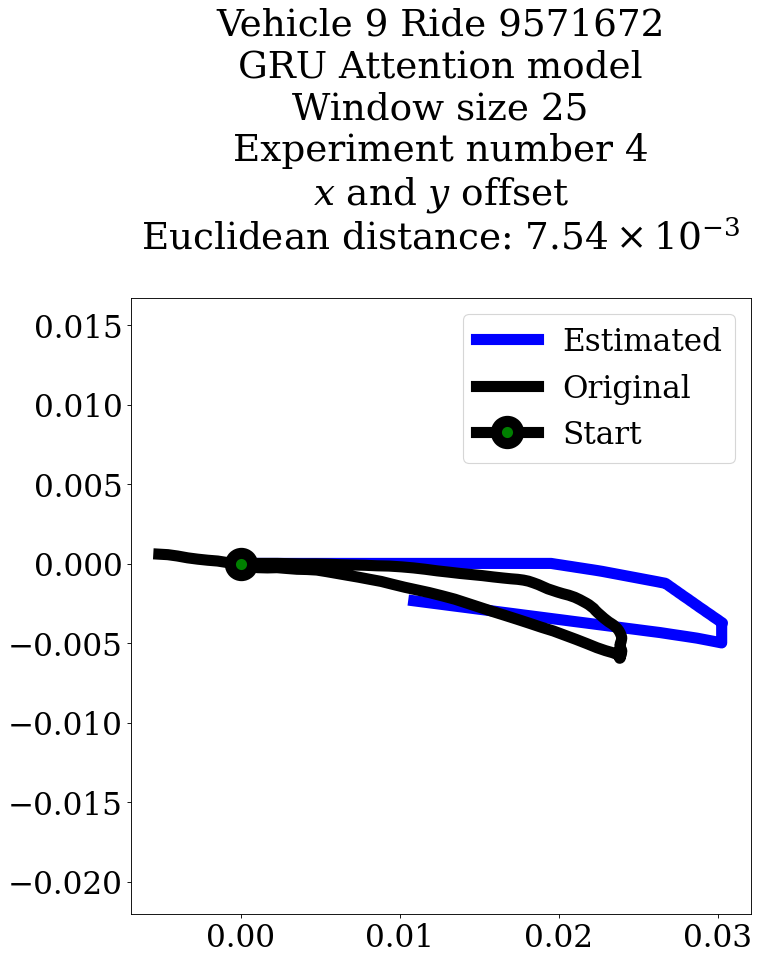 Vehicle 9 Ride 9571672
GRU Attention model
Window size 25
Experiment number 4
x and y offset
Euclidean distance: 7.54 × 10⁻³
Estimated
Original
Start
0.015
0.010
0.005
0.000
−0.005
−0.010
−0.015
−0.020
0.00 0.01 0.02 0.03